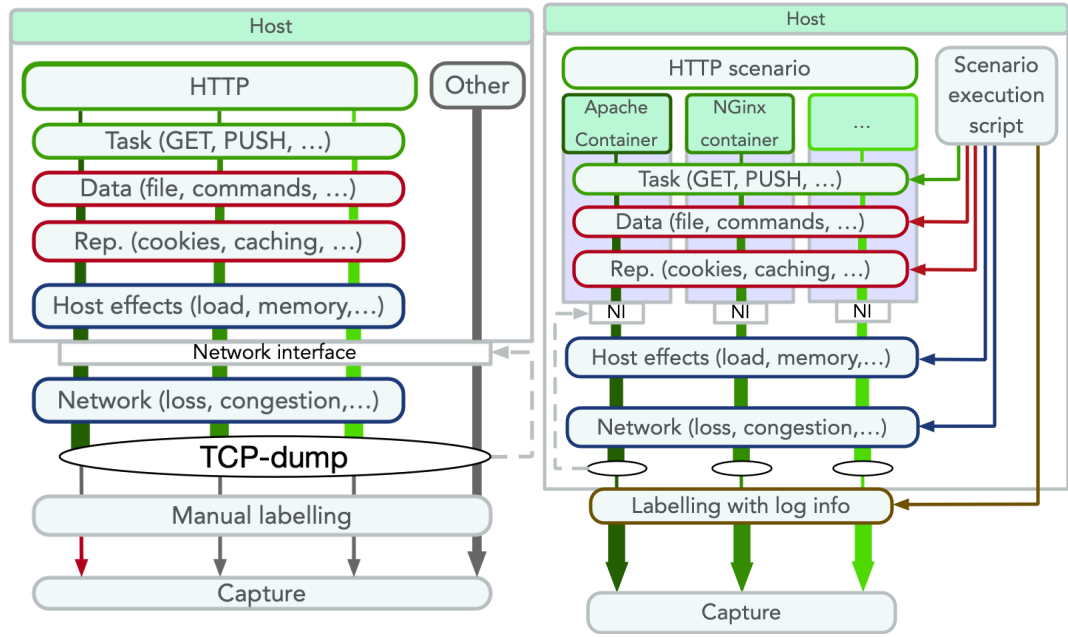 Host
HTTP
Other
Task (GET, PUSH, ...)
Data (file, commands, ...)
Rep. (cookies, caching, ...)
Host effects (load, memory,...)
Network interface
Network (loss, congestion,...)
TCP-dump
Manual labelling
Capture
Host
HTTP scenario
Scenario
execution
script
Apache
Container
NGinx
container
...
Task (GET, PUSH, ...)
Data (file, commands, ...)
Rep. (cookies, caching, ...)
NI
NI
NI
Host effects (load, memory,...)
Network (loss, congestion,...)
Labelling with log info
Capture